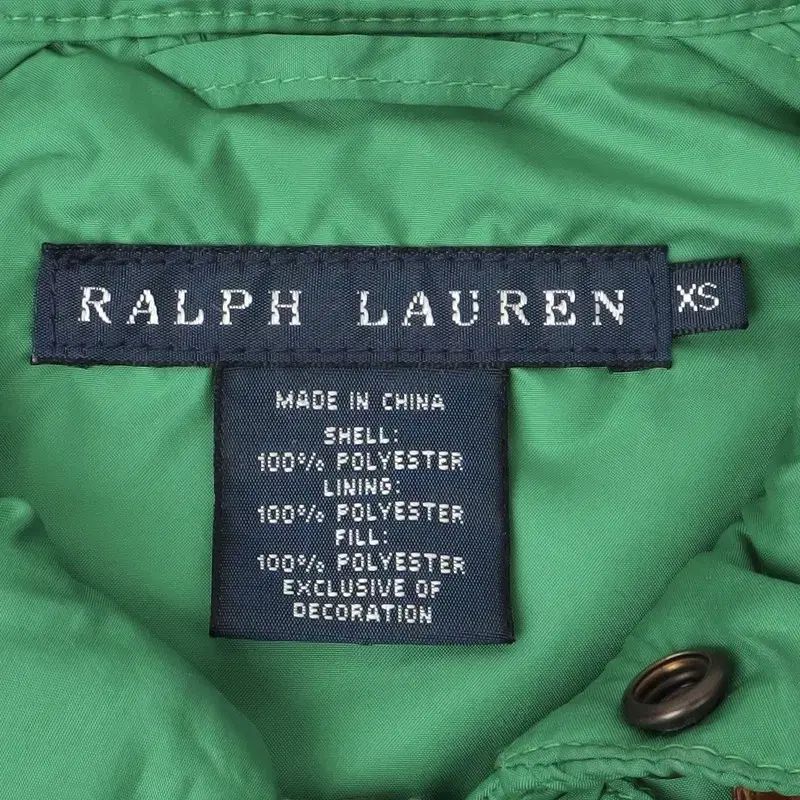 RALPH LAUREN
XS
MADE IN CHINA
SHELL:
100% POLYESTER
LINING:
100% POLYESTER
FILL:
100% POLYESTER
EXCLUSIVE OF
DECORATION